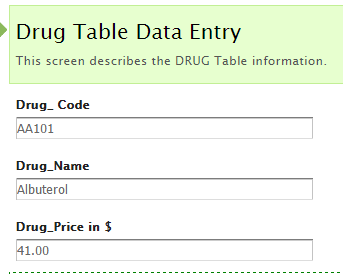 Drug Table Data Entry
This screen describes the DRUG Table information.
Drug_ Code
AA101
Drug_Name
Albuterol
Drug_Price in $
41.00